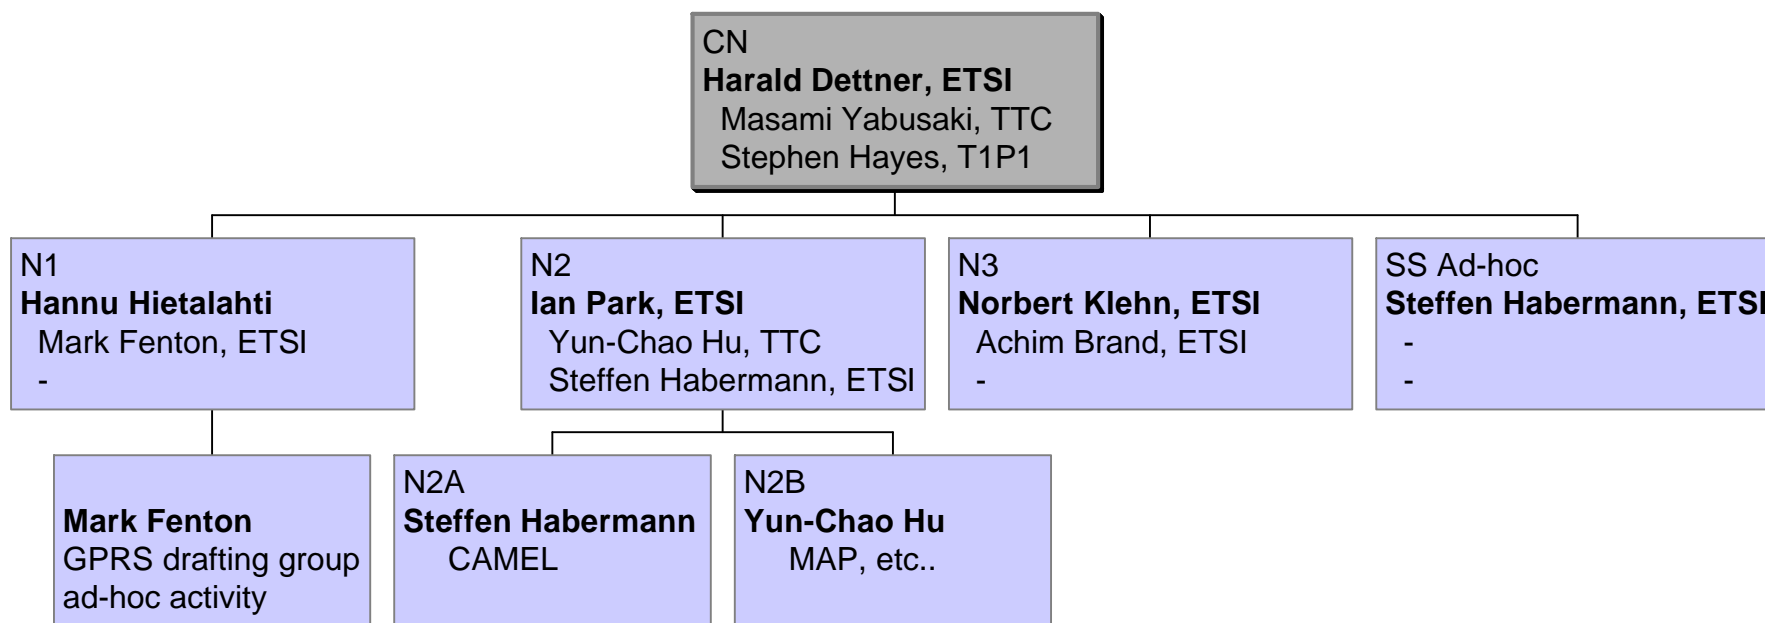 CN
Harald Dettner, ETSI
Masami Yabusaki, TTC
Stephen Hayes, T1P1
N1
Hannu Hietalahti
Mark Fenton, ETSI
-
N2
Ian Park, ETSI
Yun-Chao Hu, TTC
Steffen Habermann, ETSI
N3
Norbert Klehn, ETSI
Achim Brand, ETSI
-
SS Ad-hoc
Steffen Habermann, ETSI
-
-
Mark Fenton
GPRS drafting group
ad-hoc activity
N2A
Steffen Habermann
CAMEL
N2B
Yun-Chao Hu
MAP, etc..